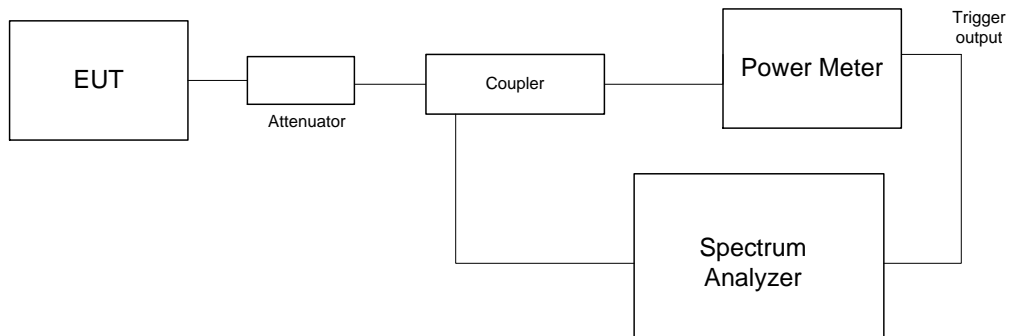 EUT
Attenuator
Coupler
Power Meter
Trigger
output
Spectrum
Analyzer